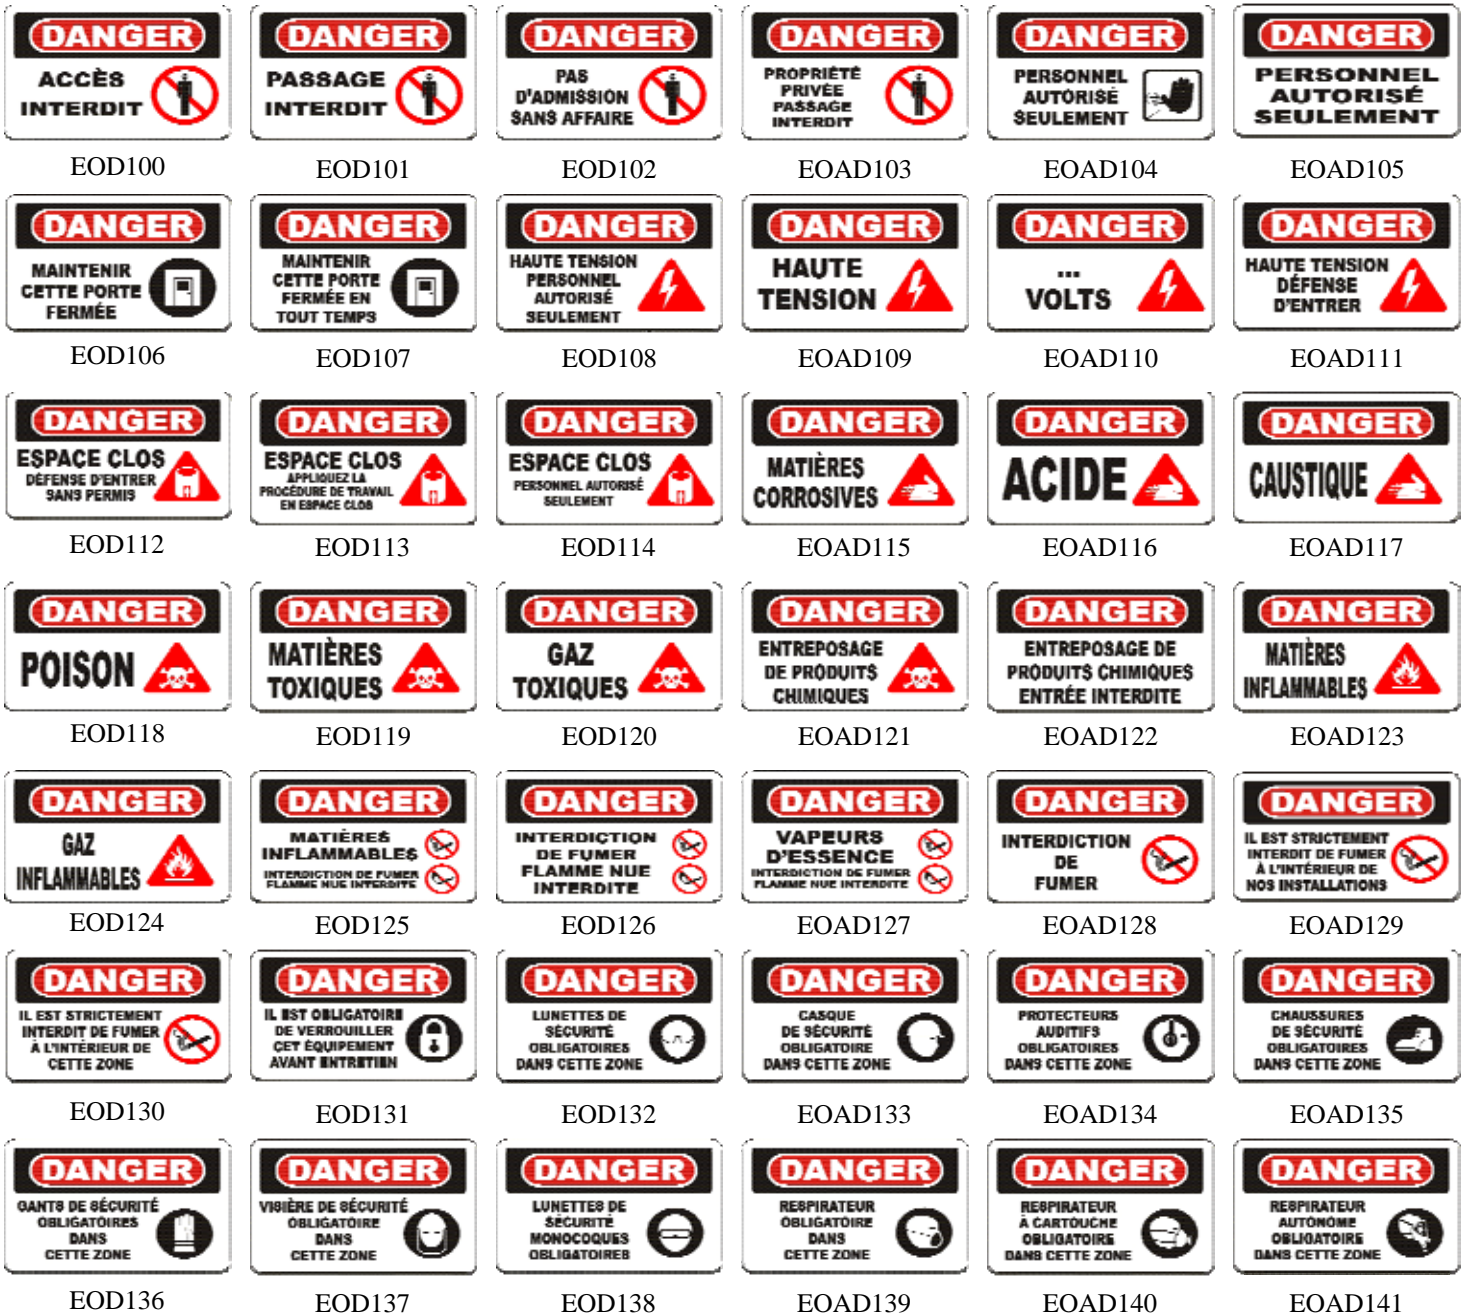 DANGER
ACCÈS
INTERDIT
EOD100
DANGER
PASSAGE
INTERDIT
EOD101
DANGER
PAS
D'ADMISSION
SANS AFFAIRE
EOD102
DANGER
PROPRIÉTÉ
PRIVÉE
PASSAGE
INTERDIT
EOAD103
DANGER
PERSONNEL
AUTORISÉ
SEULEMENT
EOAD104
DANGER
PERSONNEL
AUTORISÉ
SEULEMENT
EOAD105
DANGER
MAINTENIR
CETTE PORTE
FERMÉE
EOD106
DANGER
MAINTENIR
CETTE PORTE
FERMÉE EN
TOUT TEMPS
EOD107
DANGER
HAUTE TENSION
PERSONNEL
AUTORISÉ
SEULEMENT
EOD108
DANGER
HAUTE
TENSION
EOAD109
DANGER
...
VOLTS
EOAD110
DANGER
HAUTE TENSION
DÉFENSE
D'ENTRER
EOAD111
DANGER
ESPACE CLOS
DÉFENSE D'ENTRER
SANS PERMIS
EOD112
DANGER
ESPACE CLOS
APPLIQUEZ LA
PROCÉDURE DE TRAVAIL
EN ESPACE CLOS
EOD113
DANGER
ESPACE CLOS
PERSONNEL AUTORISÉ
SEULEMENT
EOD114
DANGER
MATIÈRES
CORROSIVES
EOAD115
DANGER
ACIDE
EOAD116
DANGER
CAUSTIQUE
EOAD117
DANGER
POISON
EOD118
DANGER
MATIÈRES
TOXIQUES
EOD119
DANGER
GAZ
TOXIQUES
EOD120
DANGER
ENTREPOSAGE
DE PRODUITS
CHIMIQUES
EOAD121
DANGER
ENTREPOSAGE DE
PRODUITS CHIMIQUES
ENTRÉE INTERDITE
EOAD122
DANGER
MATIÈRES
INFLAMMABLES
EOAD123
DANGER
GAZ
INFLAMMABLES
EOD124
DANGER
MATIÈRES
INFLAMMABLES
INTERDICTION DE FUMER
FLAMME NUE INTERDITE
EOD125
DANGER
INTERDICTION
DE FUMER
FLAMME NUE
INTERDITE
EOD126
DANGER
VAPEURS
D'ESSENCE
INTERDICTION DE FUMER
FLAMME NUE INTERDITE
EOAD127
DANGER
INTERDICTION
DE
FUMER
EOAD128
DANGER
IL EST STRICTEMENT
INTERDIT DE FUMER
À L'INTÉRIEUR DE
NOS INSTALLATIONS
EOAD129
DANGER
IL EST STRICTEMENT
INTERDIT DE FUMER
À L'INTÉRIEUR DE
CETTE ZONE
EOD130
DANGER
IL EST OBLIGATOIRE
DE VERROUILLER
CET ÉQUIPEMENT
AVANT ENTRETIEN
EOD131
DANGER
LUNETTES DE
SÉCURITÉ
OBLIGATOIRES
DANS CETTE ZONE
EOD132
DANGER
CASQUE
DE SÉCURITÉ
OBLIGATOIRE
DANS CETTE ZONE
EOAD133
DANGER
PROTECTEURS
AUDITIFS
OBLIGATOIRES
DANS CETTE ZONE
EOAD134
DANGER
CHAUSSURES
DE SÉCURITÉ
OBLIGATOIRES
DANS CETTE ZONE
EOAD135
DANGER
GANTS DE SÉCURITÉ
OBLIGATOIRES
DANS
CETTE ZONE
EOD136
DANGER
VISIÈRE DE SÉCURITÉ
OBLIGATOIRE
DANS
CETTE ZONE
EOD137
DANGER
LUNETTES DE
SÉCURITÉ
MONOCOQUES
OBLIGATOIRES
EOD138
DANGER
RESPIRATEUR
OBLIGATOIRE
DANS
CETTE ZONE
EOAD139
DANGER
RESPIRATEUR
À CARTOUCHE
OBLIGATOIRE
DANS CETTE ZONE
EOAD140
DANGER
RESPIRATEUR
AUTONOME
OBLIGATOIRE
DANS CETTE ZONE
EOAD141